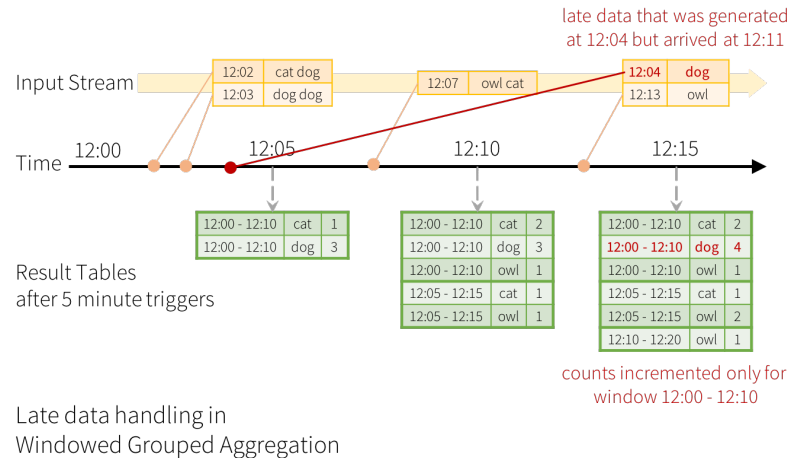 late data that was generated
at 12:04 but arrived at 12:11
Input Stream
12:02 cat dog
12:03 dog dog
12:07 owl cat
12:04 dog
12:13 owl
Time
12:00
12:05
12:10
12:15
12:00 - 12:10 cat 1
12:00 - 12:10 dog 3
12:00 - 12:10 cat 2
12:00 - 12:10 dog 3
12:00 - 12:10 owl 1
12:05 - 12:15 cat 1
12:05 - 12:15 owl 1
12:00 - 12:10 cat 2
12:00 - 12:10 dog 4
12:00 - 12:10 owl 1
12:05 - 12:15 cat 1
12:05 - 12:15 owl 2
12:10 - 12:20 owl 1
Result Tables
after 5 minute triggers
counts incremented only for
window 12:00 - 12:10
Late data handling in
Windowed Grouped Aggregation